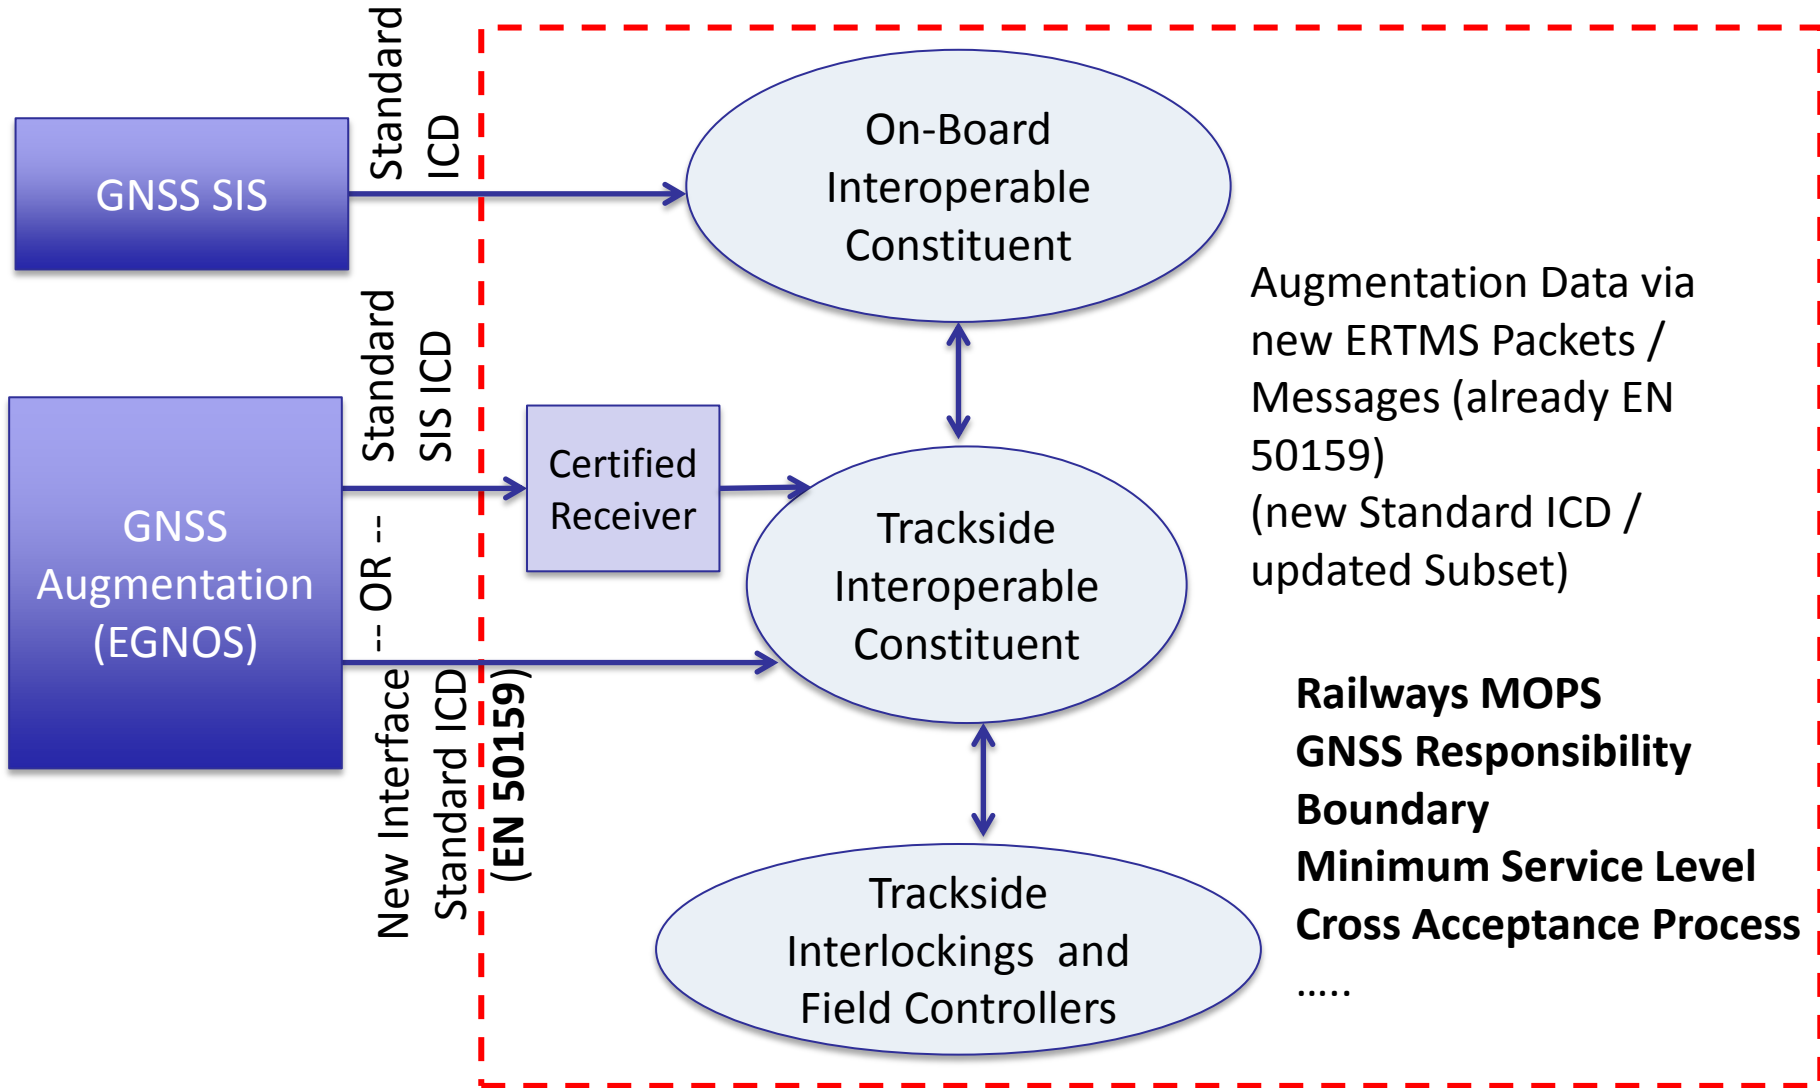 Standard
ICD
GNSS SIS
On-Board
Interoperable
Constituent
Standard
SIS ICD
-- OR --
New Interface
Standard ICD
(EN 50159)
GNSS
Augmentation
(EGNOS)
Certified
Receiver
Trackside
Interoperable
Constituent
Trackside
Interlockings and
Field Controllers
Augmentation Data via
new ERTMS Packets /
Messages (already EN
50159)
(new Standard ICD /
updated Subset)
Railways MOPS
GNSS Responsibility
Boundary
Minimum Service Level
Cross Acceptance Process
.....